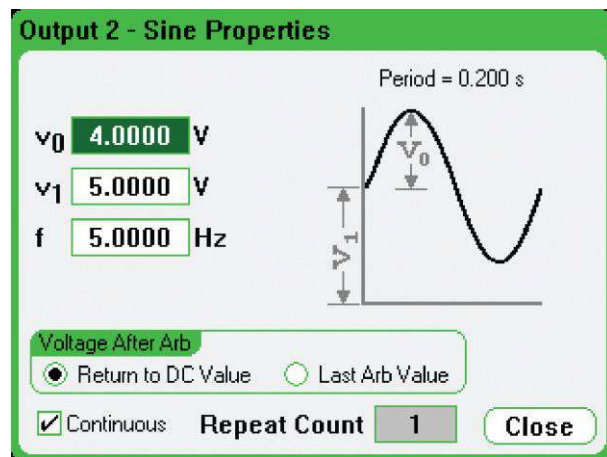 Output 2 - Sine Properties
Period = 0.200 s
v0 4.0000 V
v1 5.0000 V
f 5.0000 Hz
V0
V1
Voltage After Arb
Return to DC Value Last Arb Value
Continuous Repeat Count 1 Close